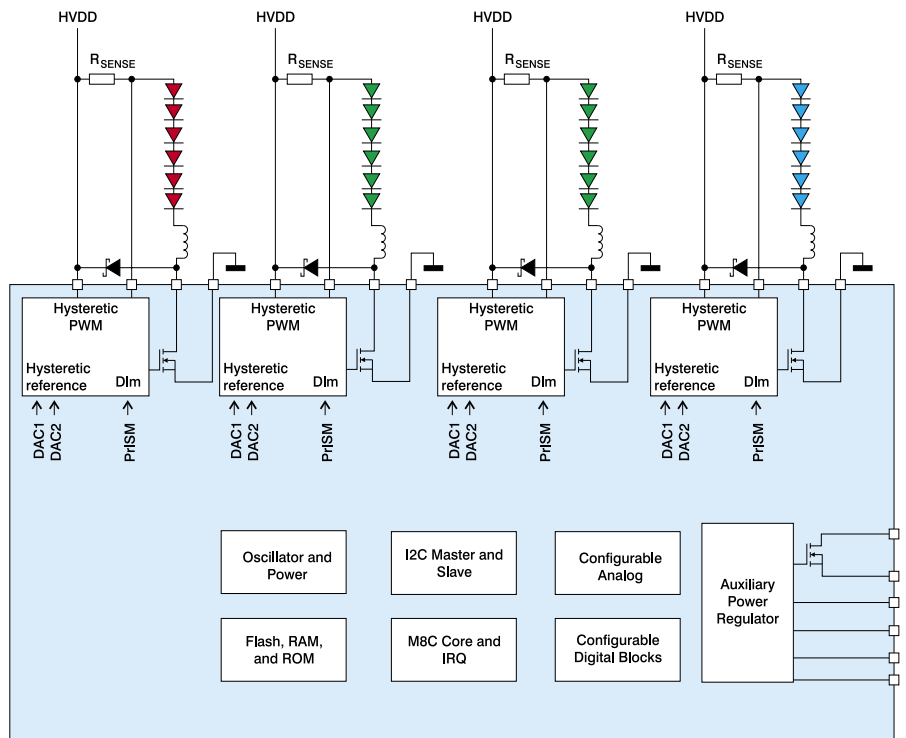 HVDD
HVDD
HVDD
HVDD
RSENSE
RSENSE
RSENSE
RSENSE
Hysteretic
PWM
Hysteretic
reference
DIm
Hysteretic
PWM
Hysteretic
reference
DIm
Hysteretic
PWM
Hysteretic
reference
DIm
Hysteretic
PWM
Hysteretic
reference
DIm
DAC1
DAC2
PrISM
DAC1
DAC2
PrISM
DAC1
DAC2
PrISM
DAC1
DAC2
PrISM
Oscillator and
Power
I2C Master and
Slave
Configurable
Analog
Auxiliary
Power
Regulator
Flash, RAM,
and ROM
M8C Core and
IRQ
Configurable
Digital Blocks